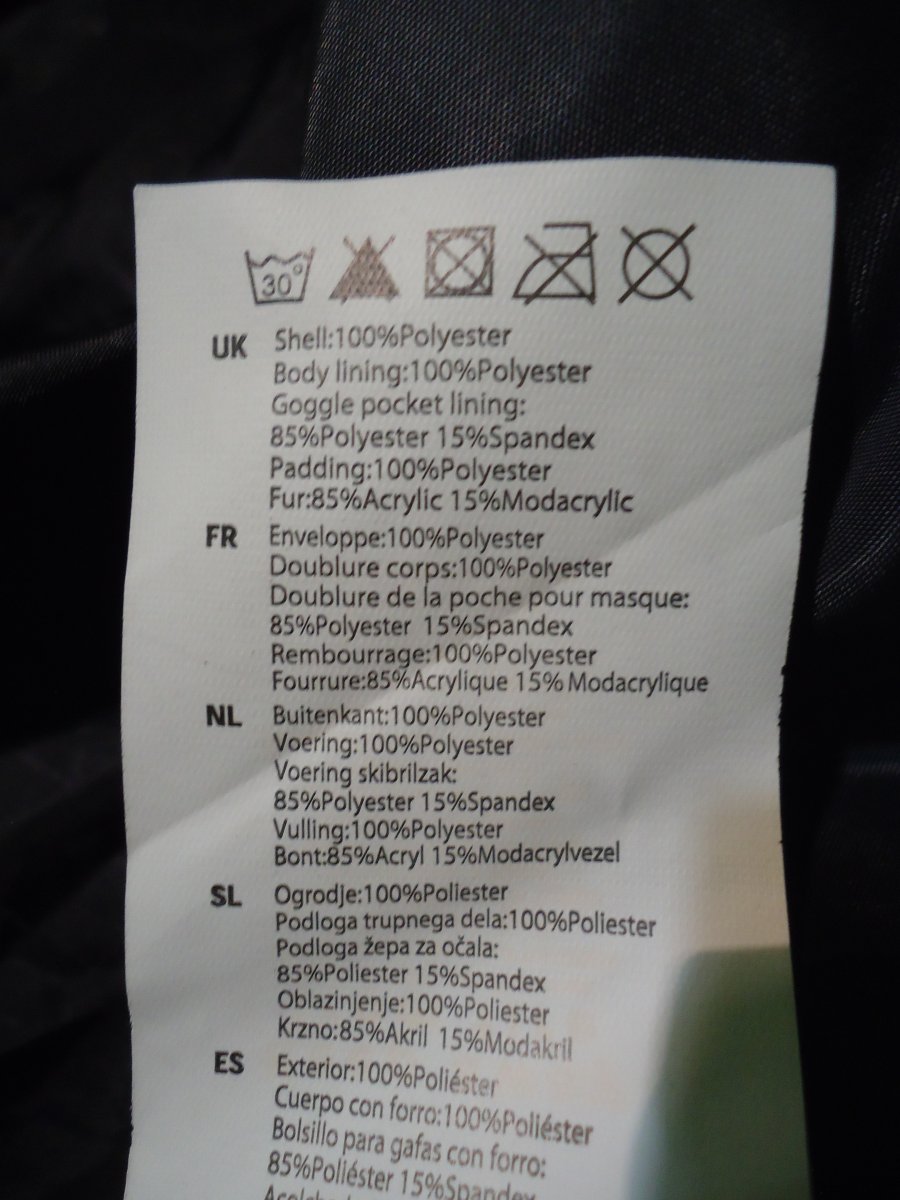 30°
UK Shell:100%Polyester
Body lining:100%Polyester
Goggle pocket lining:
85%Polyester 15%Spandex
Padding:100%Polyester
Fur:85%Acrylic 15%Modacrylic
FR Enveloppe:100%Polyester
Doublure corps:100%Polyester
Doublure de la poche pour masque:
85%Polyester 15%Spandex
Rembourrage:100%Polyester
Fourrure:85%Acrylique 15% Modacrylique
NL Buitenkant:100%Polyester
Voering:100%Polyester
Voering skibrilzak:
85%Polyester 15%Spandex
Vulling:100%Polyester
Bont:85%Acryl 15%Modacrylvezel
SL Ogrodje:100%Poliester
Podloga trupnega dela:100%Poliester
Podloga žepa za očala:
85%Poliester 15%Spandex
Oblazinjenje:100%Poliester
Krzno:85%Akril 15%Modakril
ES Exterior:100%Poliéster
Cuerpo con forro:100%Poliéster
Bolsillo para gafas con forro:
85%Poliéster 15%Spandex